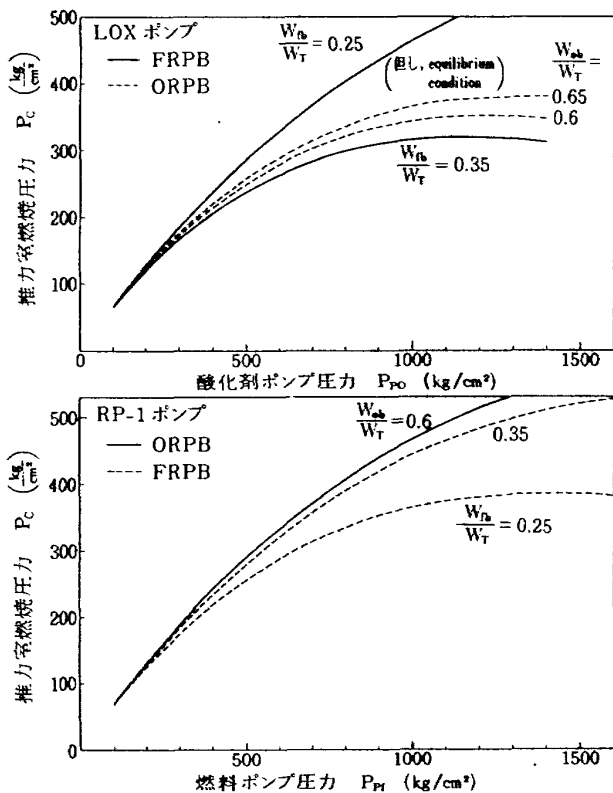 500
LOX ポンプ
FRPB
ORPB
W_fb/W_T = 0.25
(但し, equilibrium condition)
W_ob/W_T =
0.65
0.6
W_fb/W_T = 0.35
400
300
200
100
推力室燃焼圧力 P_C (kg/cm²)
0 500 1000 1500
酸化剤ポンプ圧力 P_PO (kg/cm²)
RP-1 ポンプ
ORPB
FRPB
W_ob/W_T = 0.6
0.35
W_fb/W_T = 0.25
500
400
300
200
100
0
推力室燃焼圧力 P_C (kg/cm²)
0 500 1000 1500
燃料ポンプ圧力 P_Pf (kg/cm²)